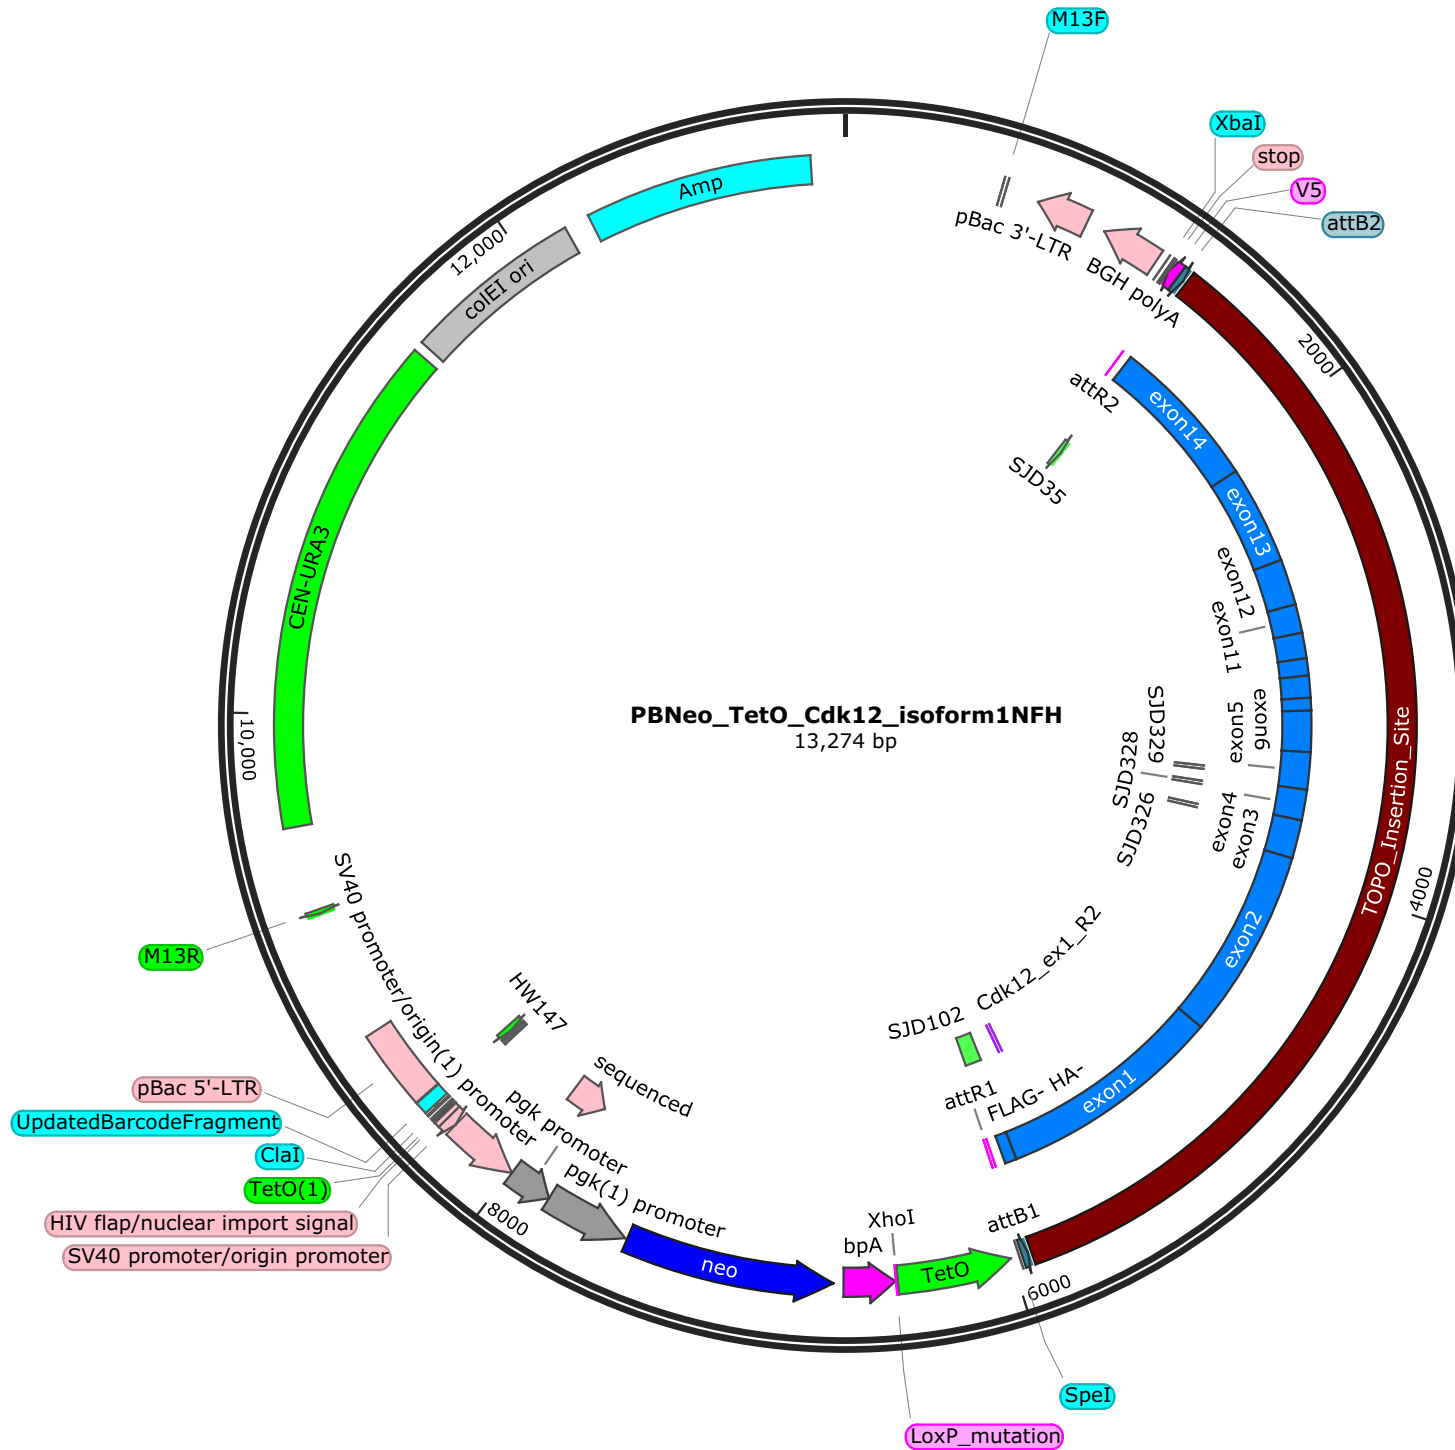 M13F
XbaI
stop
V5
attB2
Amp
pBac 3'-LTR
BGH polyA
12,000
colEI ori
2000
attR2
exon14
SJD35
exon13
CEN-URA3
exon12
exon11
PBNeo_TetO_Cdk12_isoform1NFH
13,274 bp
SJD329
SJD328
SJD326
exon6
exon5
exon4
exon3
TOPO_Insertion_Site
10,000
4000
exon2
SV40 promoter/origin(1) promoter
M13R
HW147
sequenced
Cdk12_ex1_R2
SJD102
attR1
FLAG- HA-
exon1
pBac 5'-LTR
UpdatedBarcodeFragment
ClaI
TetO(1)
HIV flap/nuclear import signal
SV40 promoter/origin promoter
pgk promoter
pgk(1) promoter
8000
neo
bpA
XhoI
TetO
attB1
6000
SpeI
LoxP_mutation